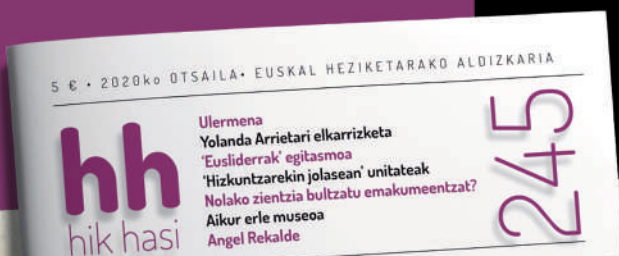 5 € • 2020ko OTSAILA• EUSKAL HEZIKETARAKO ALDIZKARIA
hh
hik hasi
Ulermena
Yolanda Arrietari elkarrizketa
'Eusliderrak' egitasmoa
'Hizkuntzarekin jolasean' unitateak
Nolako zientzia bultzatu emakumeentzat?
Aikur erle museoa
Angel Rekalde
245